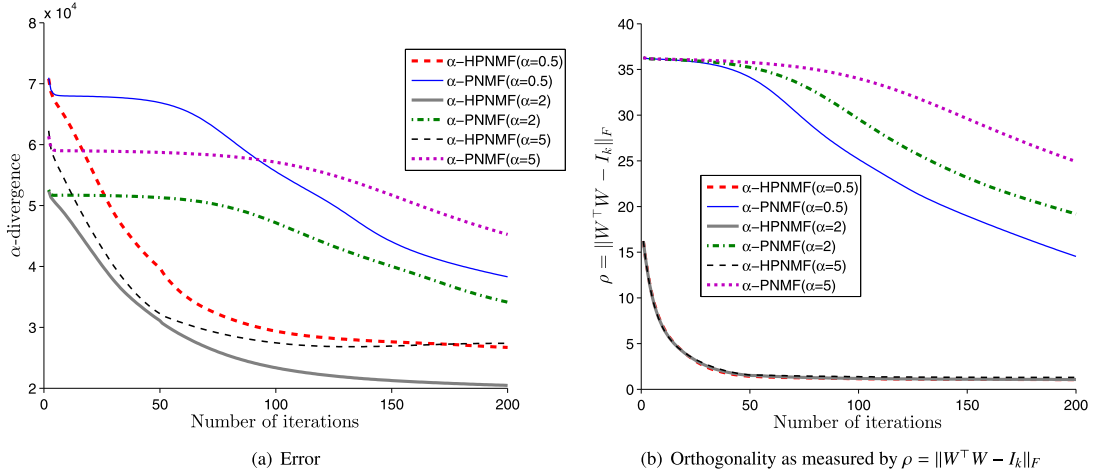 × 10⁴
8
7
6
5
4
3
2
0
50
100
150
200
α-divergence
Number of iterations
α−HPNMF(α=0.5)
α−PNMF(α=0.5)
α−HPNMF(α=2)
α−PNMF(α=2)
α−HPNMF(α=5)
α−PNMF(α=5)
(a) Error
40
35
30
25
20
15
10
5
0
0
50
100
150
200
ρ = ‖W⊤W − I_k‖_F
Number of iterations
α−HPNMF(α=0.5)
α−PNMF(α=0.5)
α−HPNMF(α=2)
α−PNMF(α=2)
α−HPNMF(α=5)
α−PNMF(α=5)
(b) Orthogonality as measured by ρ = ‖W⊤W − I_k‖_F